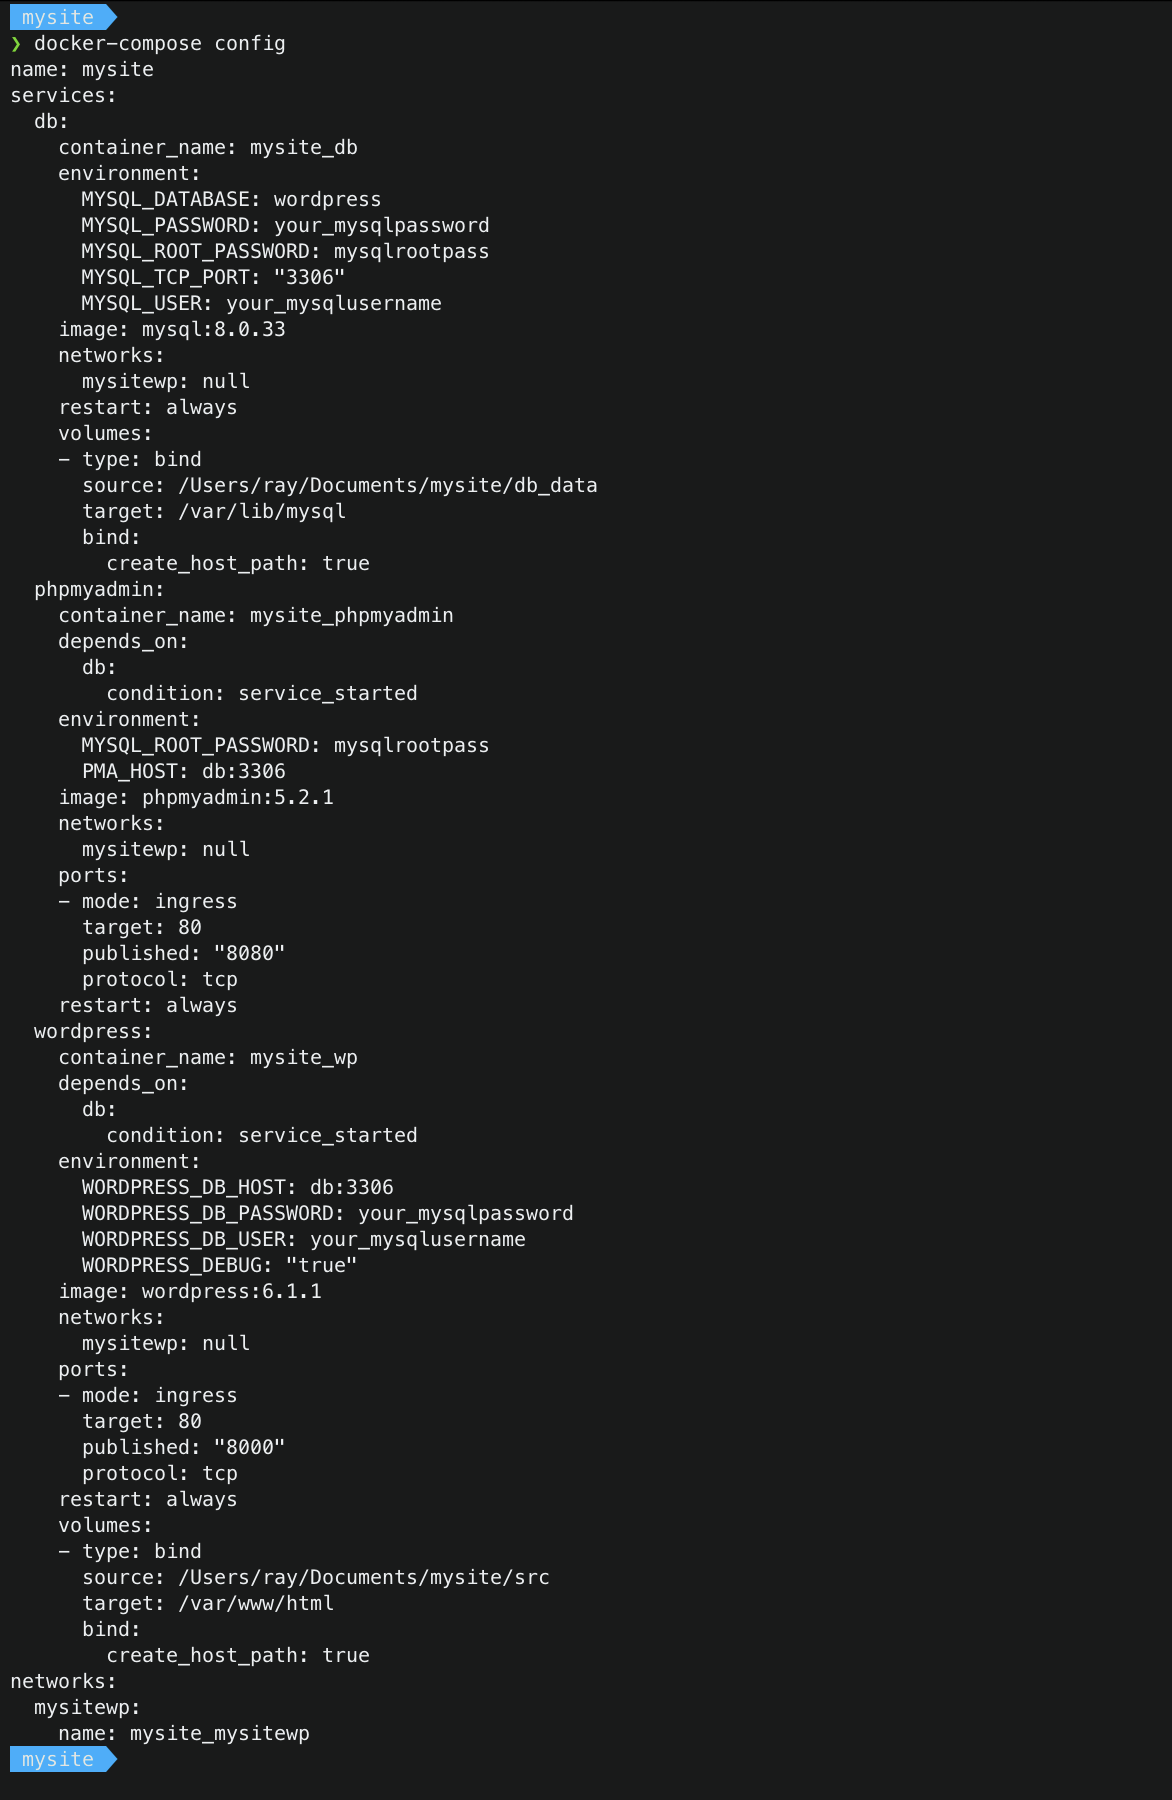 mysite
❯ docker-compose config
name: mysite
services:
  db:
    container_name: mysite_db
    environment:
      MYSQL_DATABASE: wordpress
      MYSQL_PASSWORD: your_mysqlpassword
      MYSQL_ROOT_PASSWORD: mysqlrootpass
      MYSQL_TCP_PORT: "3306"
      MYSQL_USER: your_mysqlusername
    image: mysql:8.0.33
    networks:
      mysitewp: null
    restart: always
    volumes:
    - type: bind
      source: /Users/ray/Documents/mysite/db_data
      target: /var/lib/mysql
      bind:
        create_host_path: true
  phpmyadmin:
    container_name: mysite_phpmyadmin
    depends_on:
      db:
        condition: service_started
    environment:
      MYSQL_ROOT_PASSWORD: mysqlrootpass
      PMA_HOST: db:3306
    image: phpmyadmin:5.2.1
    networks:
      mysitewp: null
    ports:
    - mode: ingress
      target: 80
      published: "8080"
      protocol: tcp
    restart: always
  wordpress:
    container_name: mysite_wp
    depends_on:
      db:
        condition: service_started
    environment:
      WORDPRESS_DB_HOST: db:3306
      WORDPRESS_DB_PASSWORD: your_mysqlpassword
      WORDPRESS_DB_USER: your_mysqlusername
      WORDPRESS_DEBUG: "true"
    image: wordpress:6.1.1
    networks:
      mysitewp: null
    ports:
    - mode: ingress
      target: 80
      published: "8000"
      protocol: tcp
    restart: always
    volumes:
    - type: bind
      source: /Users/ray/Documents/mysite/src
      target: /var/www/html
      bind:
        create_host_path: true
networks:
  mysitewp:
    name: mysite_mysitewp
mysite